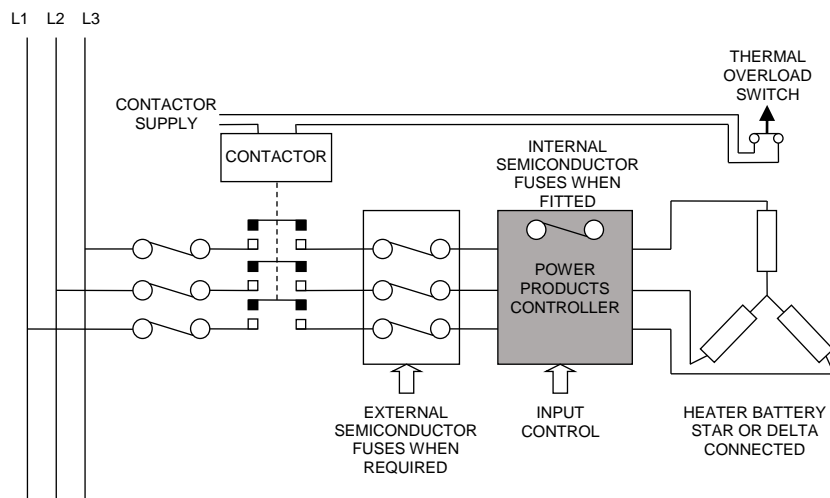 L1 L2 L3
THERMAL
OVERLOAD
SWITCH
CONTACTOR
SUPPLY
CONTACTOR
INTERNAL
SEMICONDUCTOR
FUSES WHEN
FITTED
POWER
PRODUCTS
CONTROLLER
EXTERNAL
SEMICONDUCTOR
FUSES WHEN
REQUIRED
INPUT
CONTROL
HEATER BATTERY
STAR OR DELTA
CONNECTED